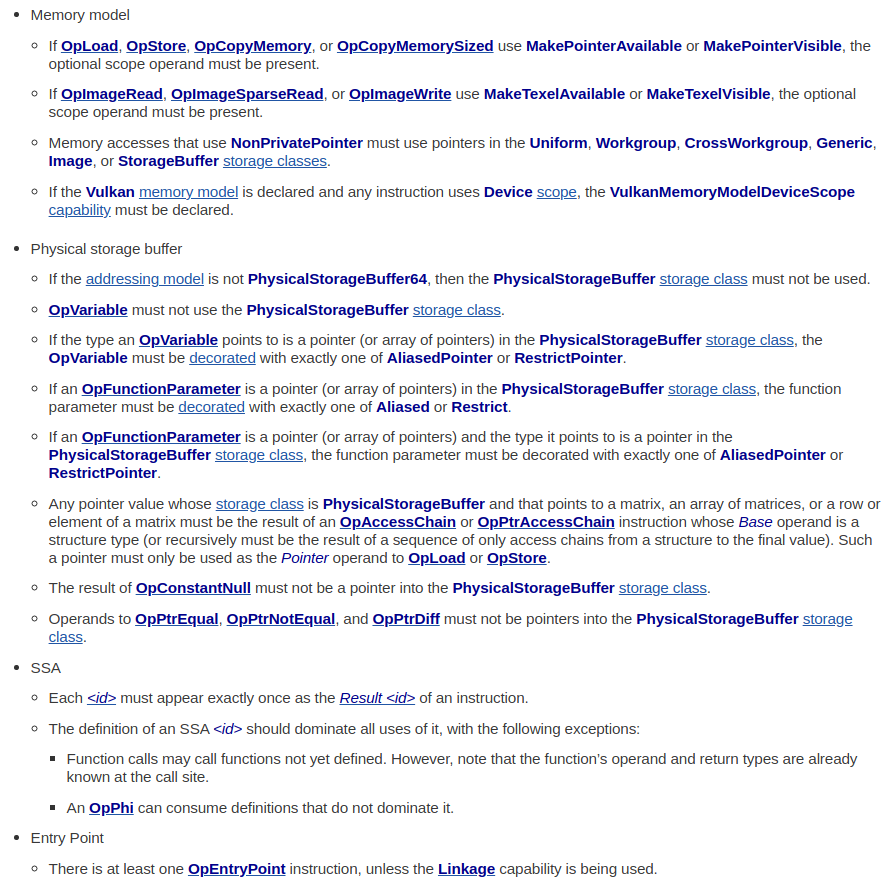 Memory model
If OpLoad, OpStore, OpCopyMemory, or OpCopyMemorySized use MakePointerAvailable or MakePointerVisible, the
optional scope operand must be present.
If OpImageRead, OpImageSparseRead, or OpImageWrite use MakeTexelAvailable or MakeTexelVisible, the optional
scope operand must be present.
Memory accesses that use NonPrivatePointer must use pointers in the Uniform, Workgroup, CrossWorkgroup, Generic,
Image, or StorageBuffer storage classes.
If the Vulkan memory model is declared and any instruction uses Device scope, the VulkanMemoryModelDeviceScope
capability must be declared.
Physical storage buffer
If the addressing model is not PhysicalStorageBuffer64, then the PhysicalStorageBuffer storage class must not be used.
OpVariable must not use the PhysicalStorageBuffer storage class.
If the type an OpVariable points to is a pointer (or array of pointers) in the PhysicalStorageBuffer storage class, the
OpVariable must be decorated with exactly one of AliasedPointer or RestrictPointer.
If an OpFunctionParameter is a pointer (or array of pointers) in the PhysicalStorageBuffer storage class, the function
parameter must be decorated with exactly one of Aliased or Restrict.
If an OpFunctionParameter is a pointer (or array of pointers) and the type it points to is a pointer in the
PhysicalStorageBuffer storage class, the function parameter must be decorated with exactly one of AliasedPointer or
RestrictPointer.
Any pointer value whose storage class is PhysicalStorageBuffer and that points to a matrix, an array of matrices, or a row or
element of a matrix must be the result of an OpAccessChain or OpPtrAccessChain instruction whose Base operand is a
structure type (or recursively must be the result of a sequence of only access chains from a structure to the final value). Such
a pointer must only be used as the Pointer operand to OpLoad or OpStore.
The result of OpConstantNull must not be a pointer into the PhysicalStorageBuffer storage class.
Operands to OpPtrEqual, OpPtrNotEqual, and OpPtrDiff must not be pointers into the PhysicalStorageBuffer storage
class.
SSA
Each <id> must appear exactly once as the Result <id> of an instruction.
The definition of an SSA <id> should dominate all uses of it, with the following exceptions:
Function calls may call functions not yet defined. However, note that the function's operand and return types are already
known at the call site.
An OpPhi can consume definitions that do not dominate it.
Entry Point
There is at least one OpEntryPoint instruction, unless the Linkage capability is being used.